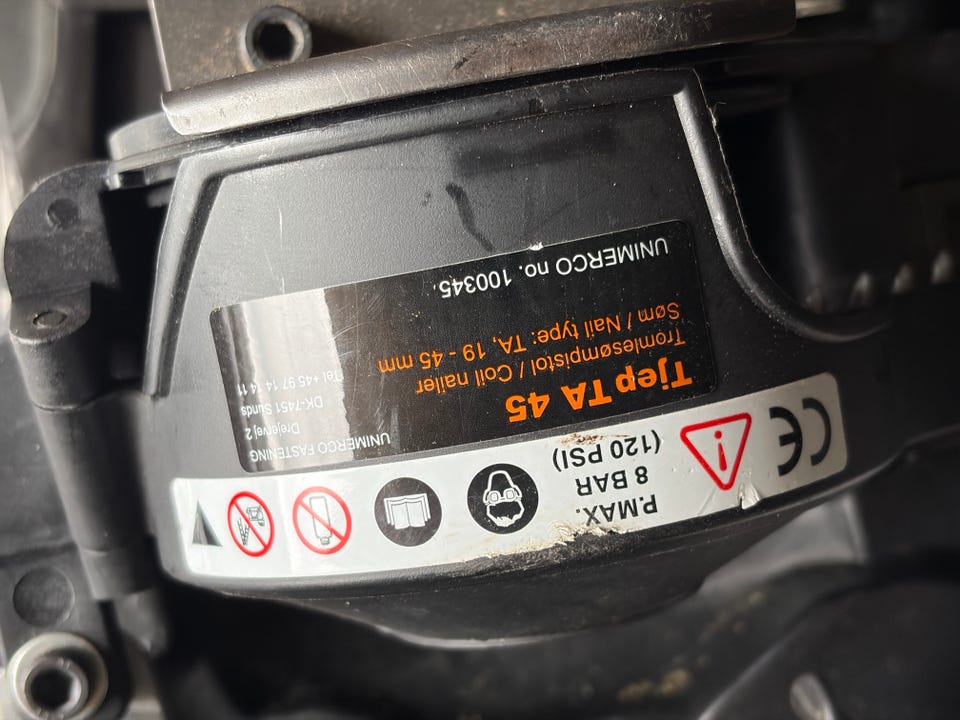 CE
P.MAX.
8 BAR
(120 PSI)
Tjep TA 45
Tromlesømpistol / Coil nailer
Søm / Nail type: TA, 19 - 45 mm
UNIMERCO no. 100345.
UNIMERCO FASTENING
Drejervej 2
DK-7451 Sunds
Tel +45 97 14 14 11